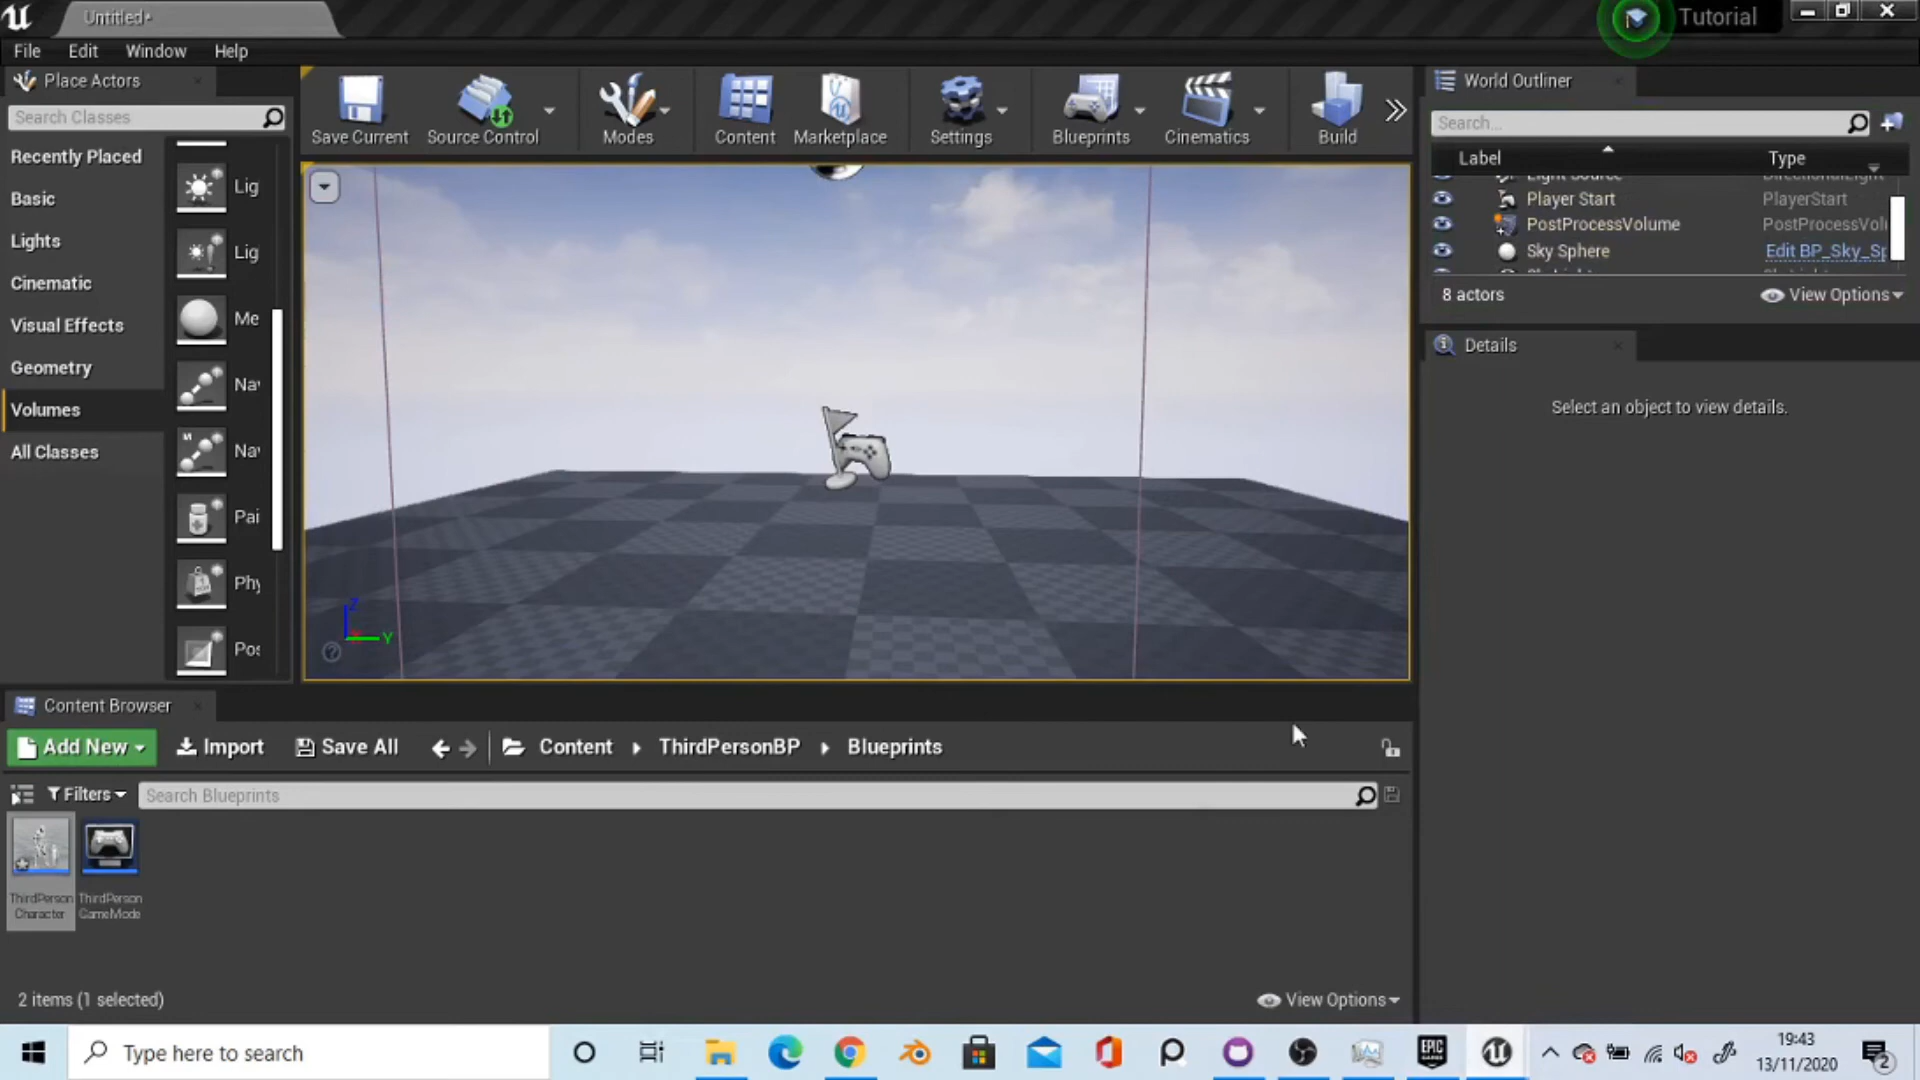 Untitled•
Tutorial
File Edit Window Help
Place Actors
Search Classes
Recently Placed
Basic
Lights
Cinematic
Visual Effects
Geometry
Volumes
All Classes
Lig
Lig
Me
Na
Na
Pai
Phy
Pos
Save Current
Source Control
Modes
Content
Marketplace
Settings
Blueprints
Cinematics
Build
Z
Y
World Outliner
Search...
Label Type
Light Source DirectionalLight
Player Start PlayerStart
PostProcessVolume PostProcessVolu
Sky Sphere Edit BP_Sky_Sp
8 actors View Options
Details
Select an object to view details.
Content Browser
Add New Import Save All Content ThirdPersonBP Blueprints
Filters Search Blueprints
ThirdPerson
Character
ThirdPerson
GameMode
2 items (1 selected) View Options
Type here to search
EPIC
GAMES
19:43
13/11/2020
2